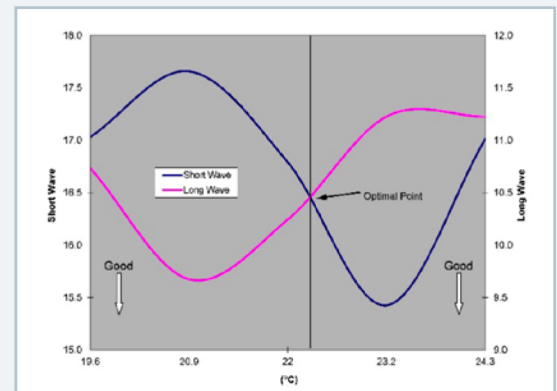 18.0
17.5
17.0
16.5
16.0
15.5
15.0
Short Wave
12.0
11.5
11.0
10.5
10.0
9.5
9.0
Long Wave
Short Wave
Long Wave
Optimal Point
Good
Good
19.6 20.9 22 23.2 24.3
(°C)